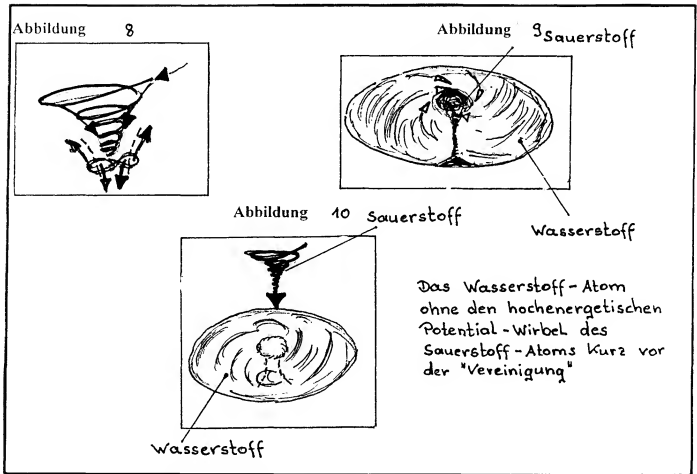 Abbildung 8
Abbildung 9
Sauerstoff
Wasserstoff
Abbildung 10
Sauerstoff
Wasserstoff
Das Wasserstoff-Atom
ohne den hochenergetischen
Potential-Wirbel des
Sauerstoff-Atoms Kurz vor
der "Vereinigung"